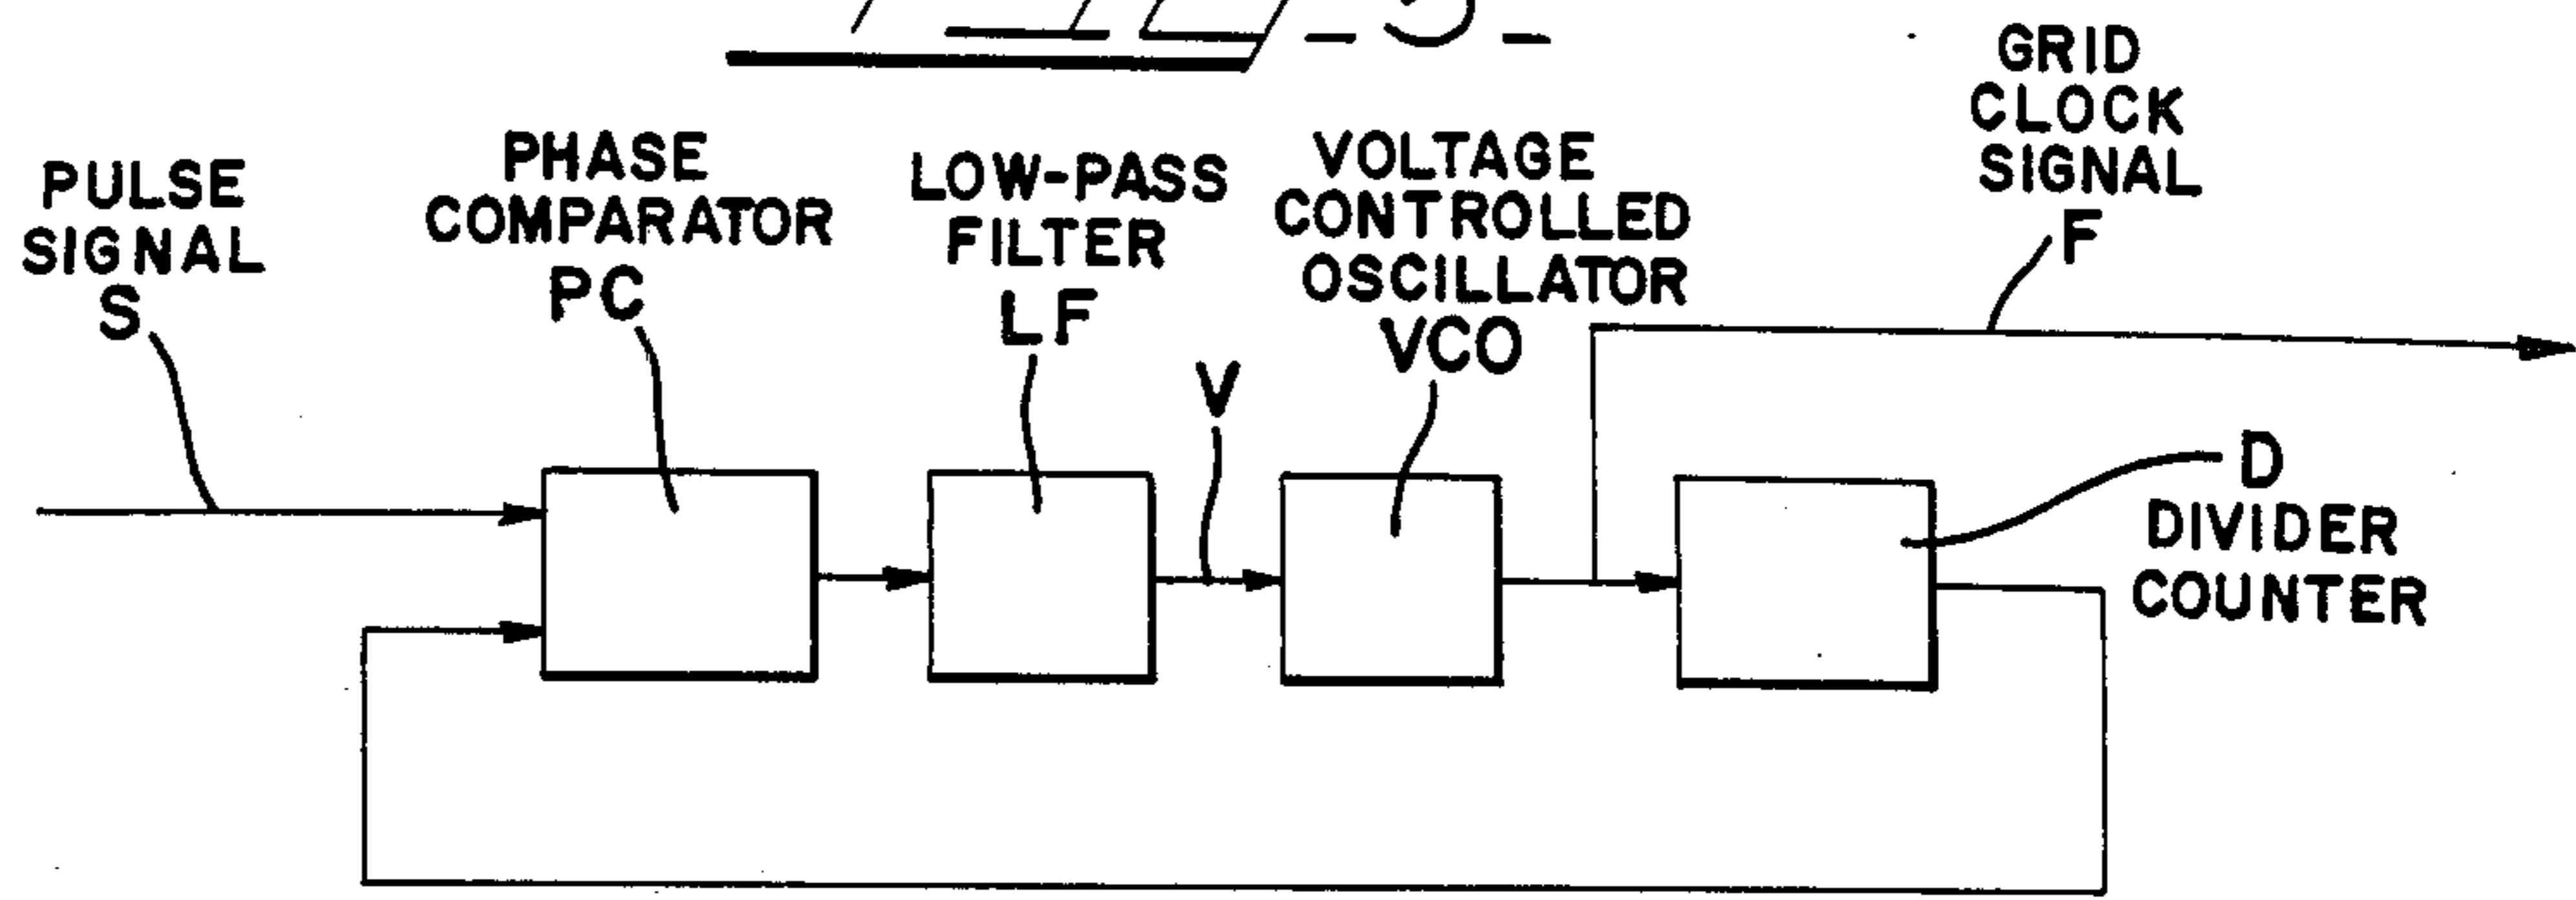 PULSE
SIGNAL
S
PHASE
COMPARATOR
PC
LOW-PASS
FILTER
LF
V
VOLTAGE
CONTROLLED
OSCILLATOR
VCO
GRID
CLOCK
SIGNAL
F
D
DIVIDER
COUNTER